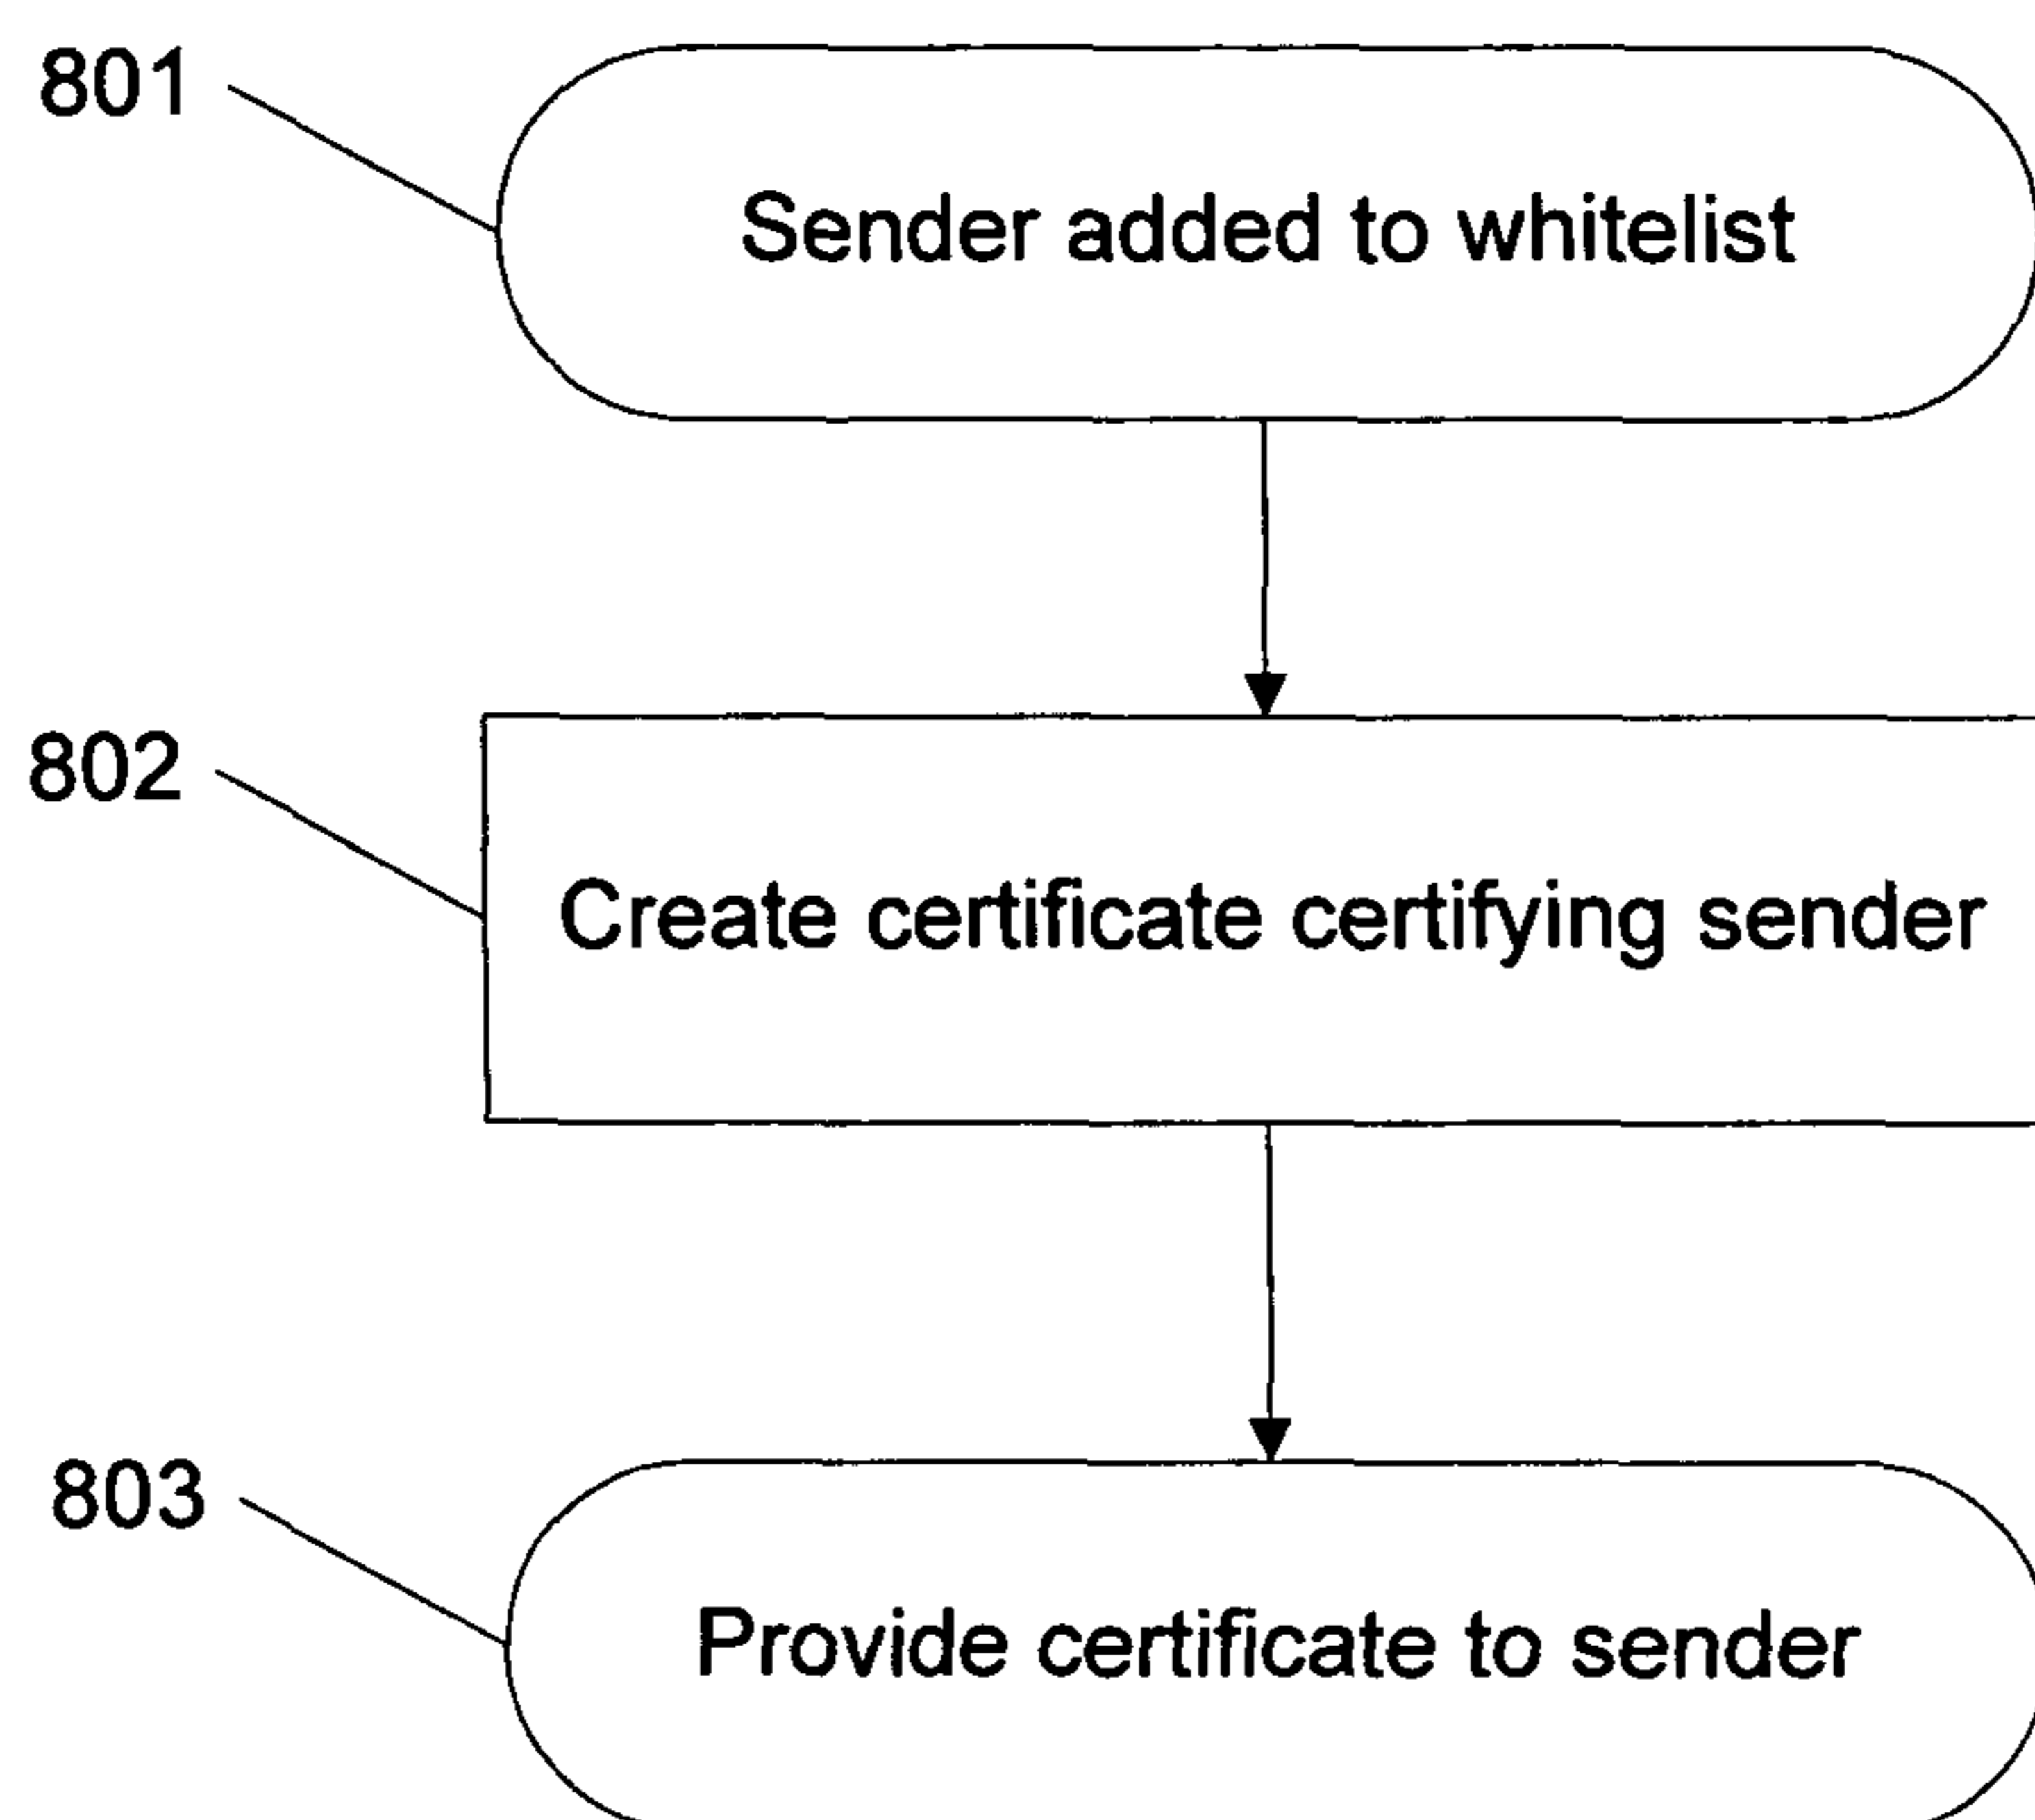 801
Sender added to whitelist
802
Create certificate certifying sender
803
Provide certificate to sender